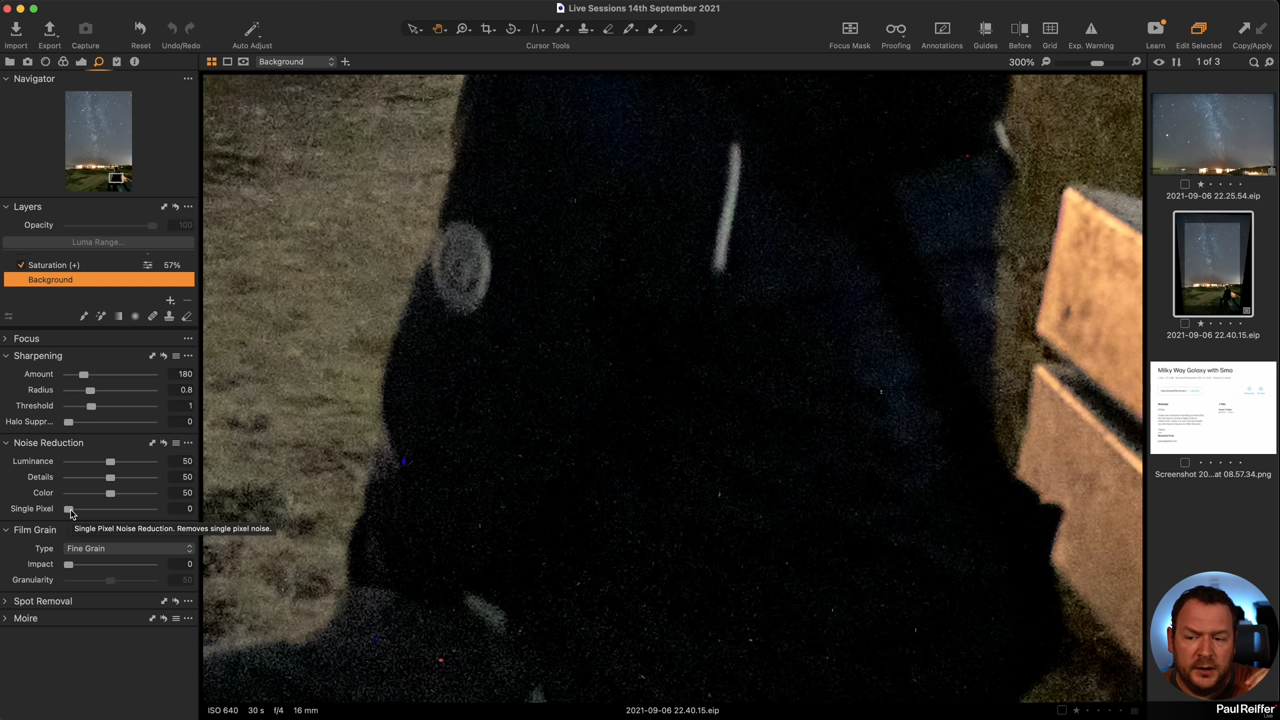 Live Sessions 14th September 2021
Import
Export
Capture
Reset
Undo/Redo
Auto Adjust
Cursor Tools
Focus Mask
Proofing
Annotations
Guides
Before
Grid
Exp. Warning
Learn
Edit Selected
Copy/Apply
Background
300%
1 of 3
Navigator
Layers
Opacity 100
Luma Range...
Saturation (+) 57%
Background
Focus
Sharpening
Amount 180
Radius 0.8
Threshold 1
Halo Suppr... 0
Noise Reduction
Luminance 50
Details 50
Color 50
Single Pixel 0
Single Pixel Noise Reduction. Removes single pixel noise.
Film Grain
Type Fine Grain
Impact 0
Granularity 50
Spot Removal
Moire
2021-09-06 22.25.54.eip
2021-09-06 22.40.15.eip
Milky Way Galaxy with Smo
Screenshot 20...at 08.57.34.png
ISO 640 30 s f/4 16 mm
2021-09-06 22.40.15.eip
Paul Reiffer
Live